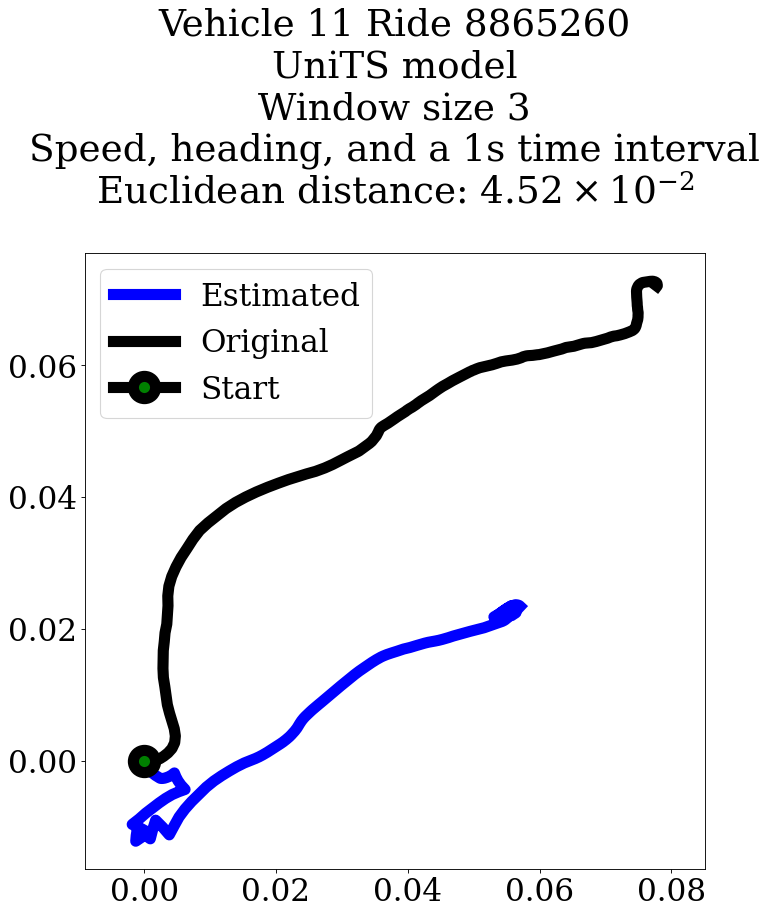 Vehicle 11 Ride 8865260
UniTS model
Window size 3
Speed, heading, and a 1s time interval
Euclidean distance: 4.52 × 10⁻²
Estimated
Original
Start
0.06
0.04
0.02
0.00
0.00 0.02 0.04 0.06 0.08